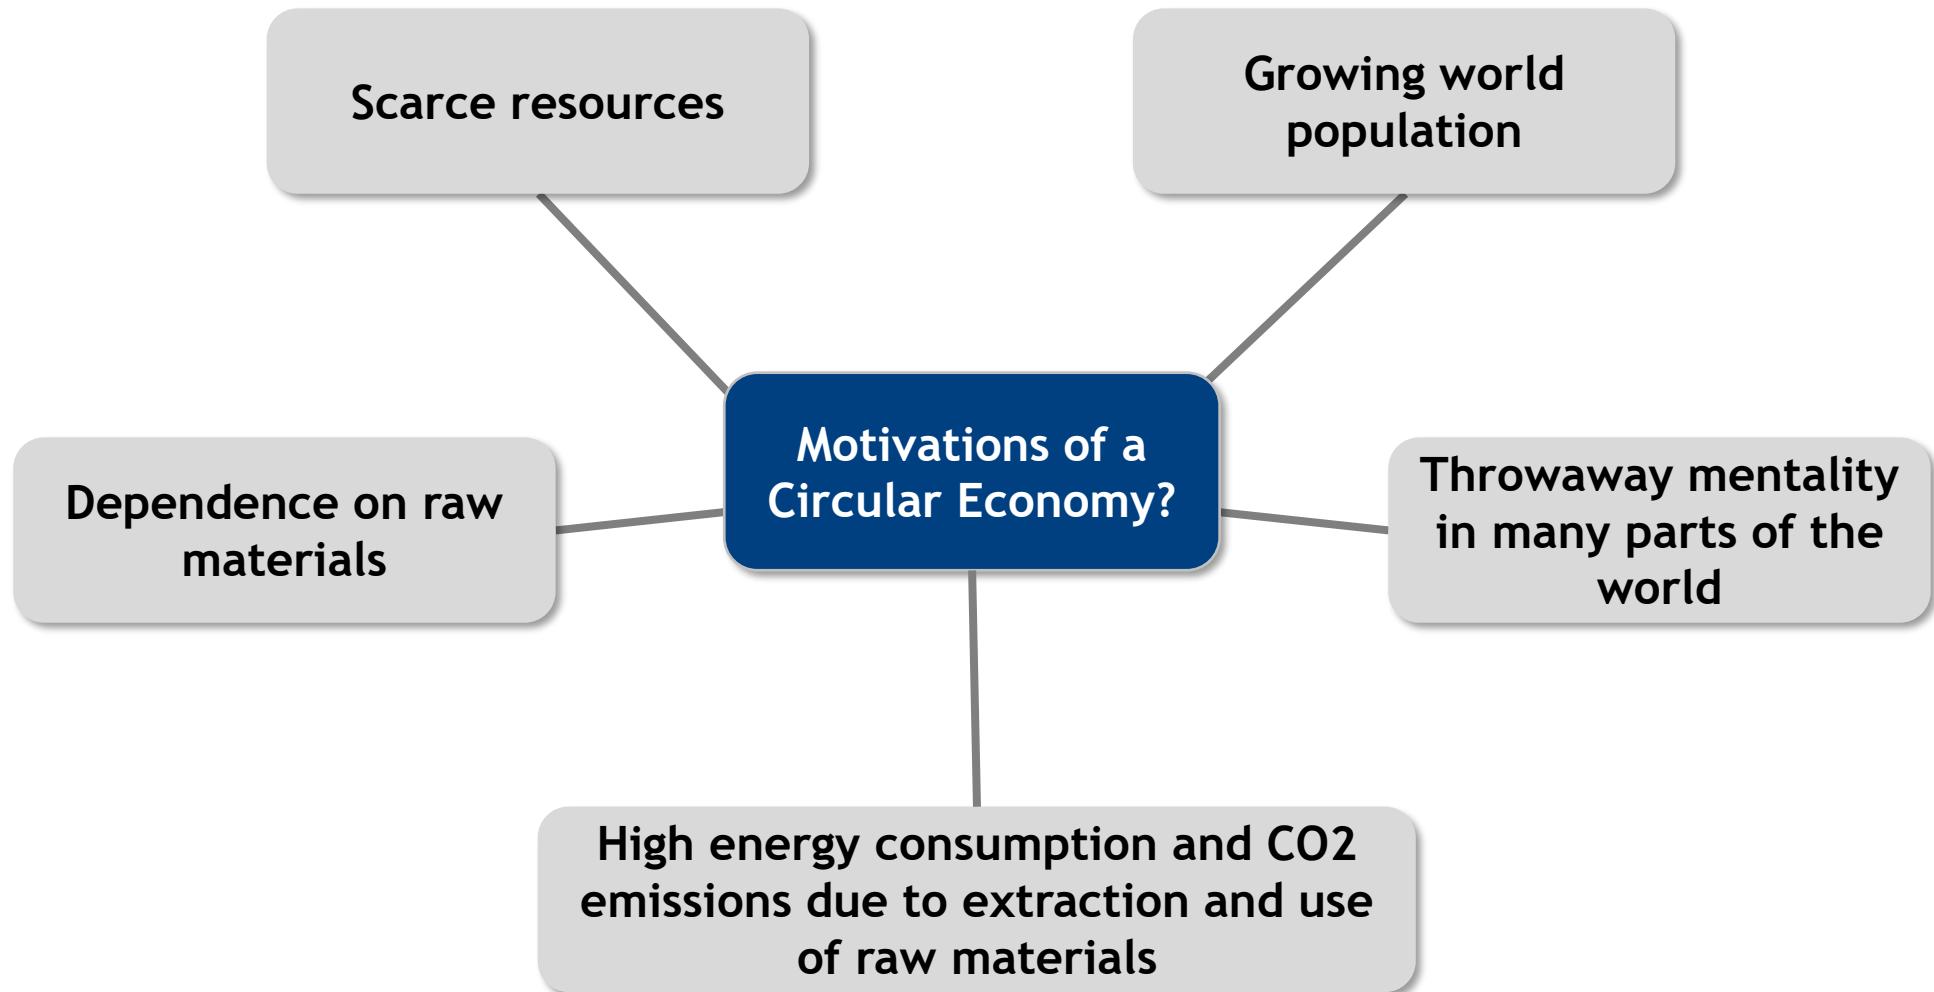 Scarce resources
Growing world
population
Motivations of a
Circular Economy?
Dependence on raw
materials
Throwaway mentality
in many parts of the
world
High energy consumption and CO2
emissions due to extraction and use
of raw materials